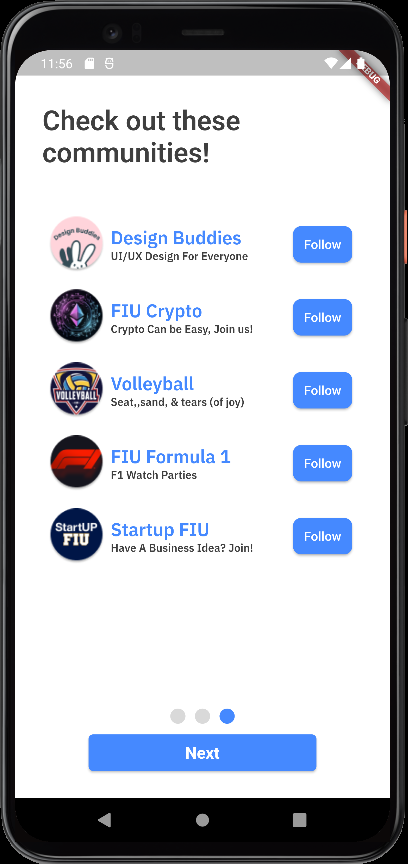 11:56
BUG
Check out these
communities!
Design Buddies
Design Buddies
UI/UX Design For Everyone
Follow
FIU Crypto
Crypto Can be Easy, Join us!
Follow
VOLLEYBALL
Volleyball
Seat,,sand, & tears (of joy)
Follow
FIU Formula 1
F1 Watch Parties
Follow
StartUP
FIU
Startup FIU
Have A Business Idea? Join!
Follow
Next